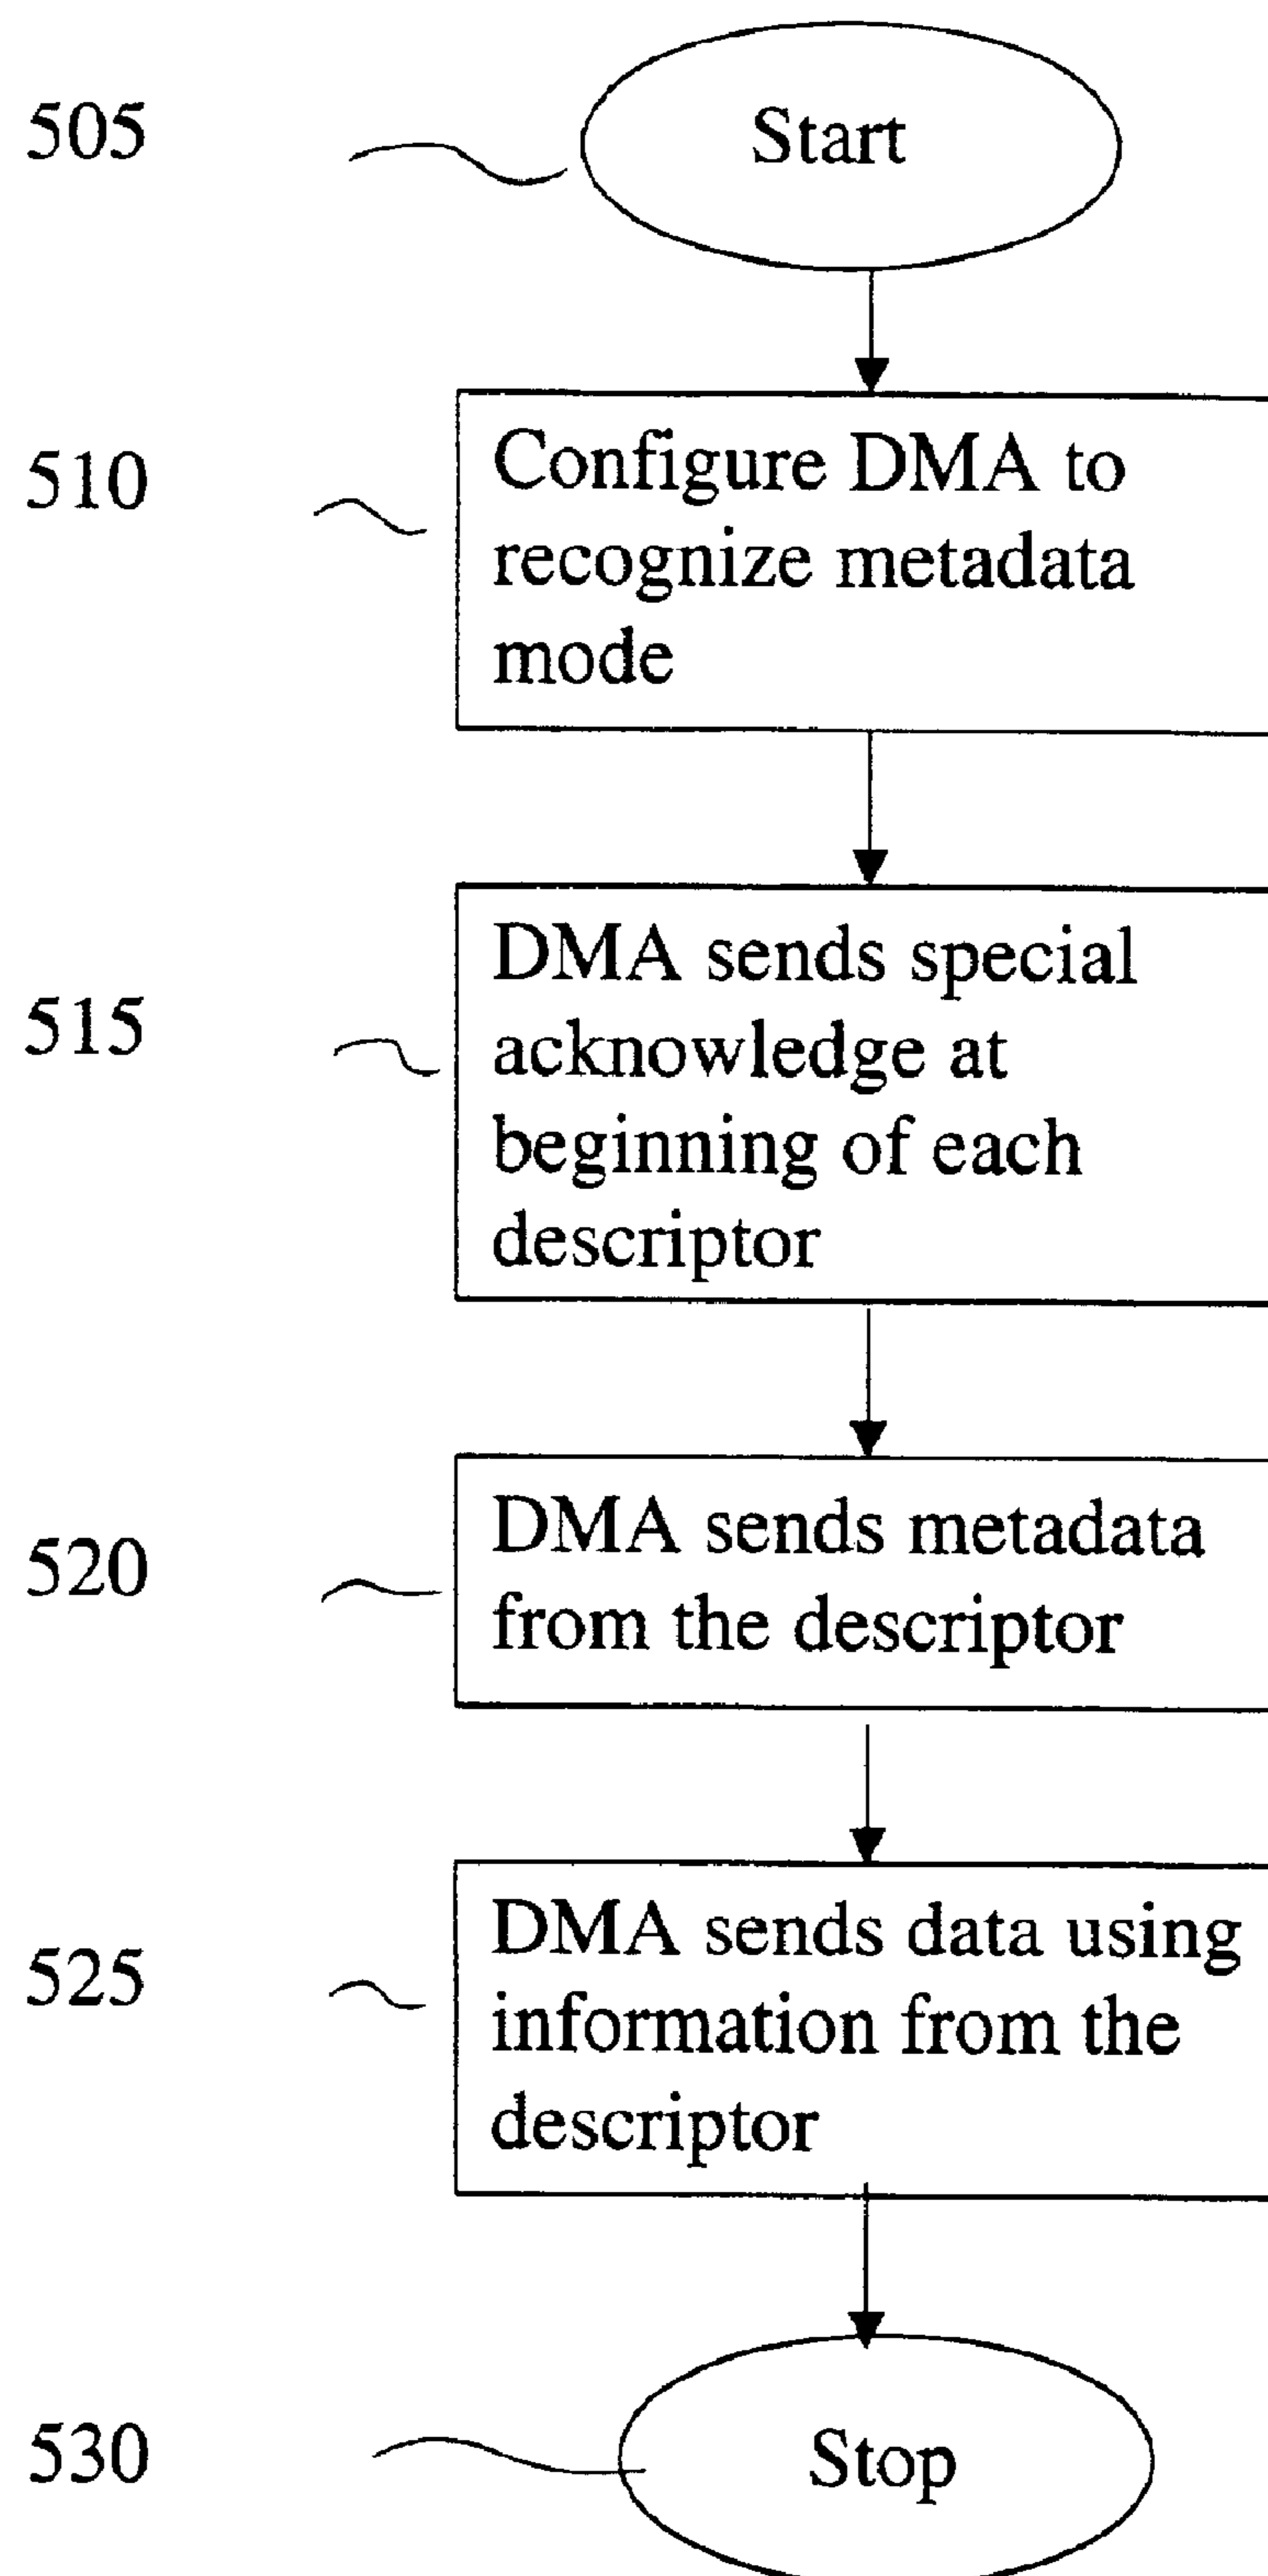 505
Start
510
Configure DMA to
recognize metadata
mode
515
DMA sends special
acknowledge at
beginning of each
descriptor
520
DMA sends metadata
from the descriptor
525
DMA sends data using
information from the
descriptor
530
Stop